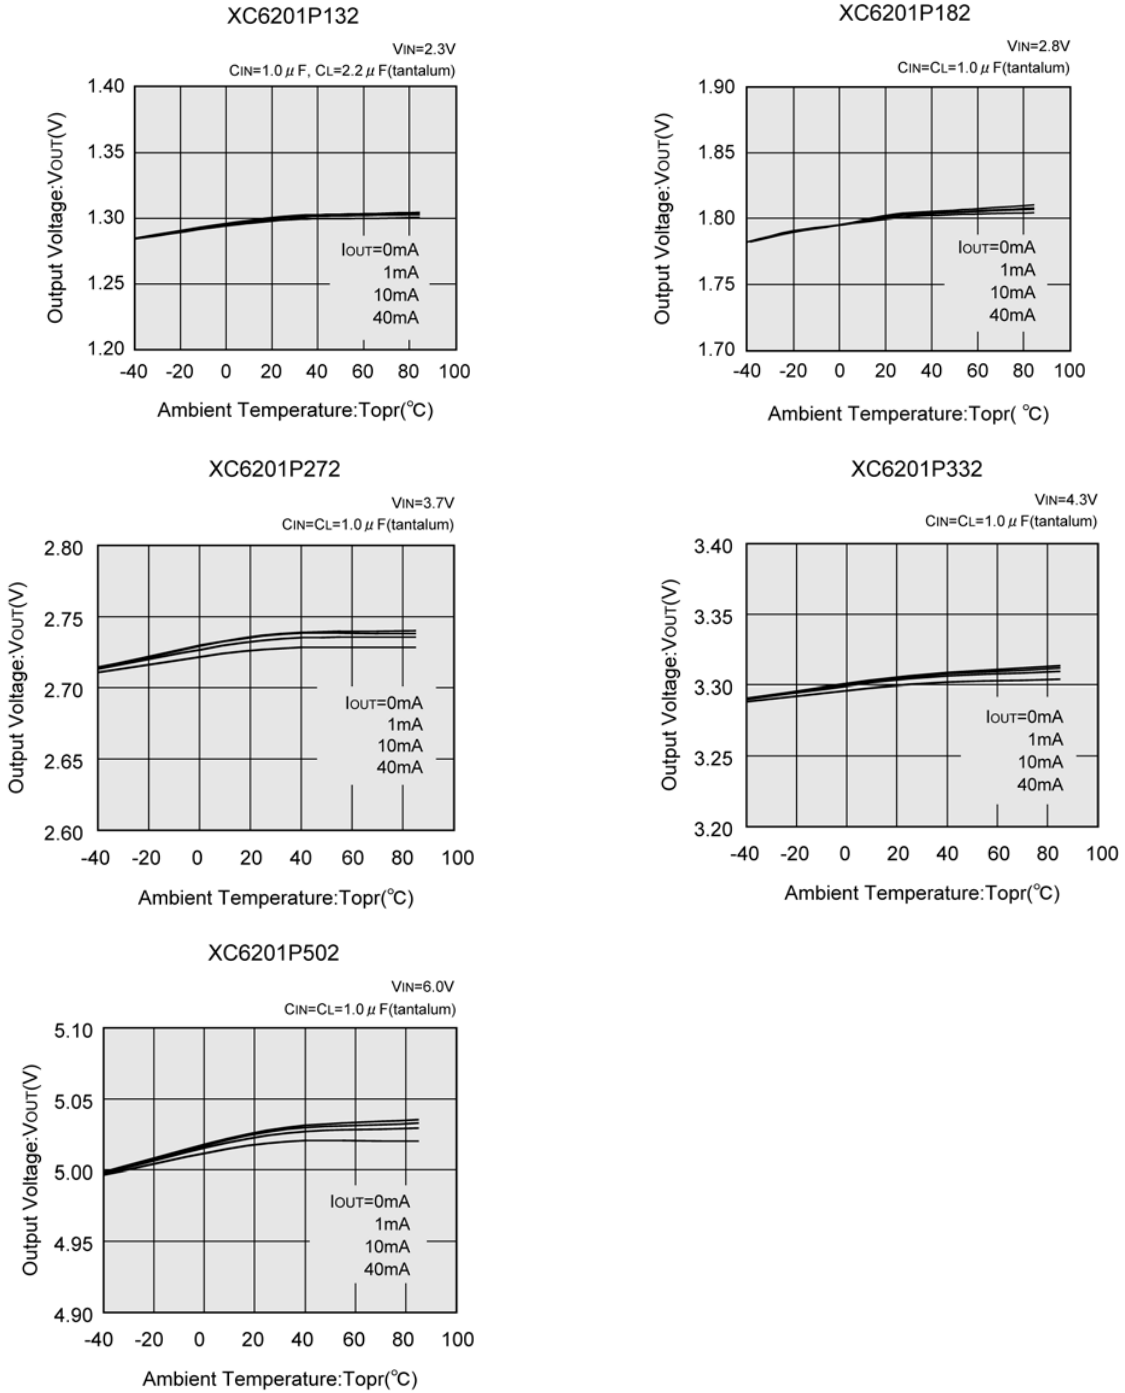 XC6201P132
VIN=2.3V
CIN=1.0 μ F, CL=2.2 μ F(tantalum)
Output Voltage:VOUT(V)
1.40
1.35
1.30
1.25
1.20
IOUT=0mA
1mA
10mA
40mA
-40 -20 0 20 40 60 80 100
Ambient Temperature:Topr(℃)
XC6201P182
VIN=2.8V
CIN=CL=1.0 μ F(tantalum)
Output Voltage:VOUT(V)
1.90
1.85
1.80
1.75
1.70
IOUT=0mA
1mA
10mA
40mA
-40 -20 0 20 40 60 80 100
Ambient Temperature:Topr( ℃)
XC6201P272
VIN=3.7V
CIN=CL=1.0 μ F(tantalum)
Output Voltage:VOUT(V)
2.80
2.75
2.70
2.65
2.60
IOUT=0mA
1mA
10mA
40mA
-40 -20 0 20 40 60 80 100
Ambient Temperature:Topr(℃)
XC6201P332
VIN=4.3V
CIN=CL=1.0 μ F(tantalum)
Output Voltage:VOUT(V)
3.40
3.35
3.30
3.25
3.20
IOUT=0mA
1mA
10mA
40mA
-40 -20 0 20 40 60 80 100
Ambient Temperature:Topr(℃)
XC6201P502
VIN=6.0V
CIN=CL=1.0 μ F(tantalum)
Output Voltage:VOUT(V)
5.10
5.05
5.00
4.95
4.90
IOUT=0mA
1mA
10mA
40mA
-40 -20 0 20 40 60 80 100
Ambient Temperature:Topr(℃)